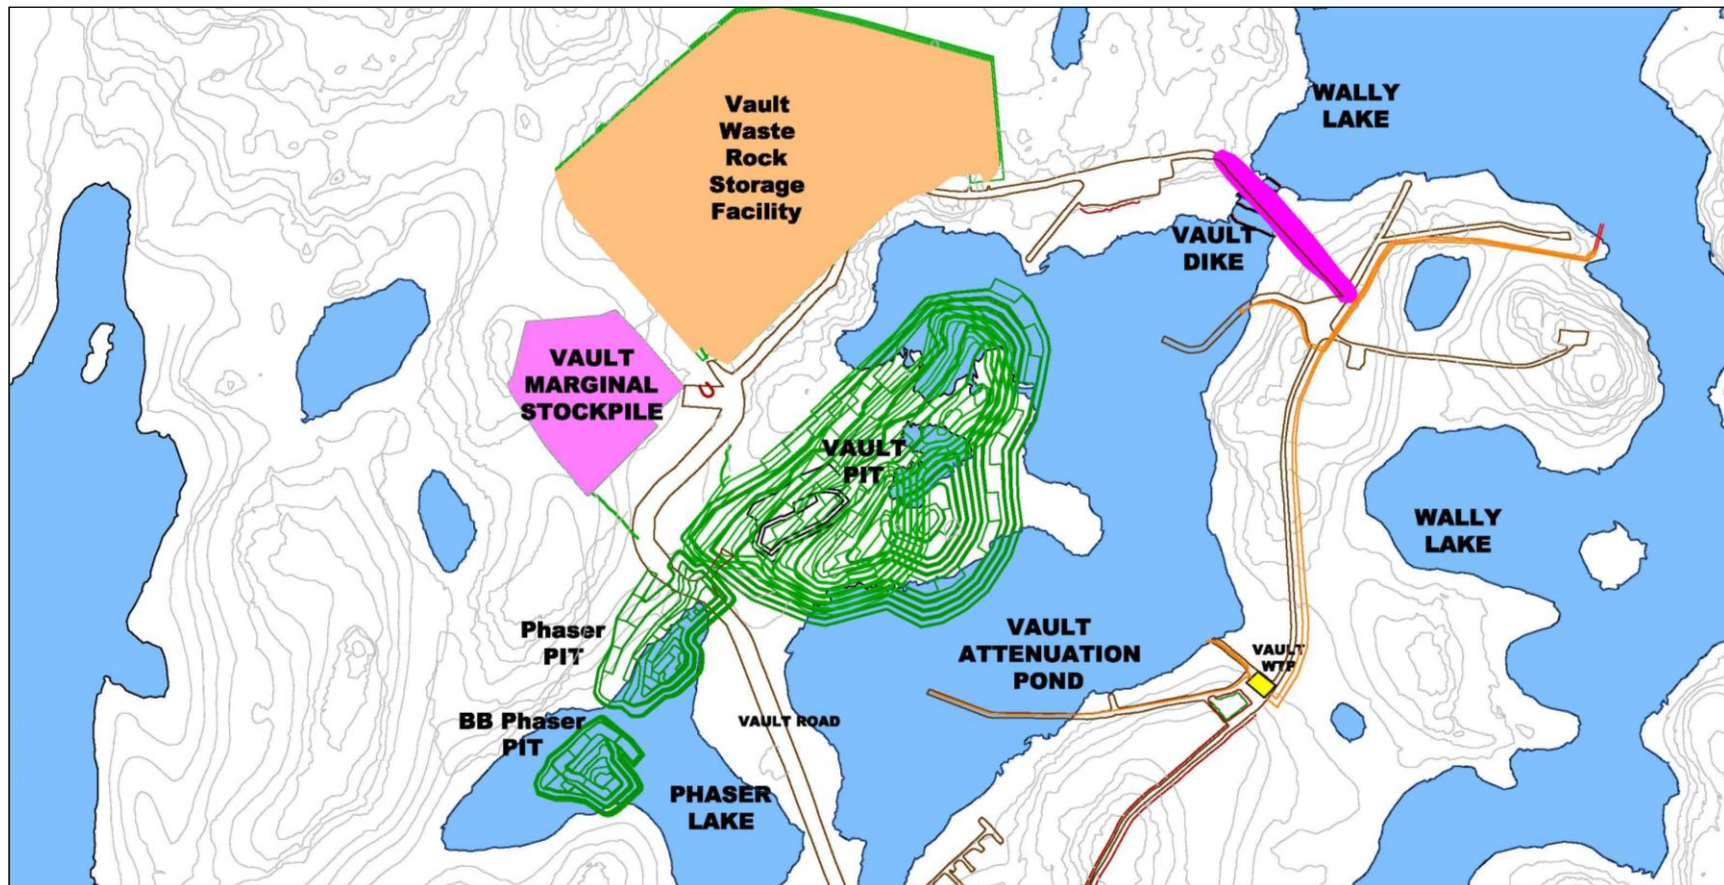 Vault
Waste
Rock
Storage
Facility
WALLY
LAKE
VAULT
DIKE
VAULT
MARGINAL
STOCKPILE
VAULT
PIT
WALLY
LAKE
Phaser
PIT
VAULT
ATTENUATION
POND
VAULT
WTP
BB Phaser
PIT
VAULT ROAD
PHASER
LAKE